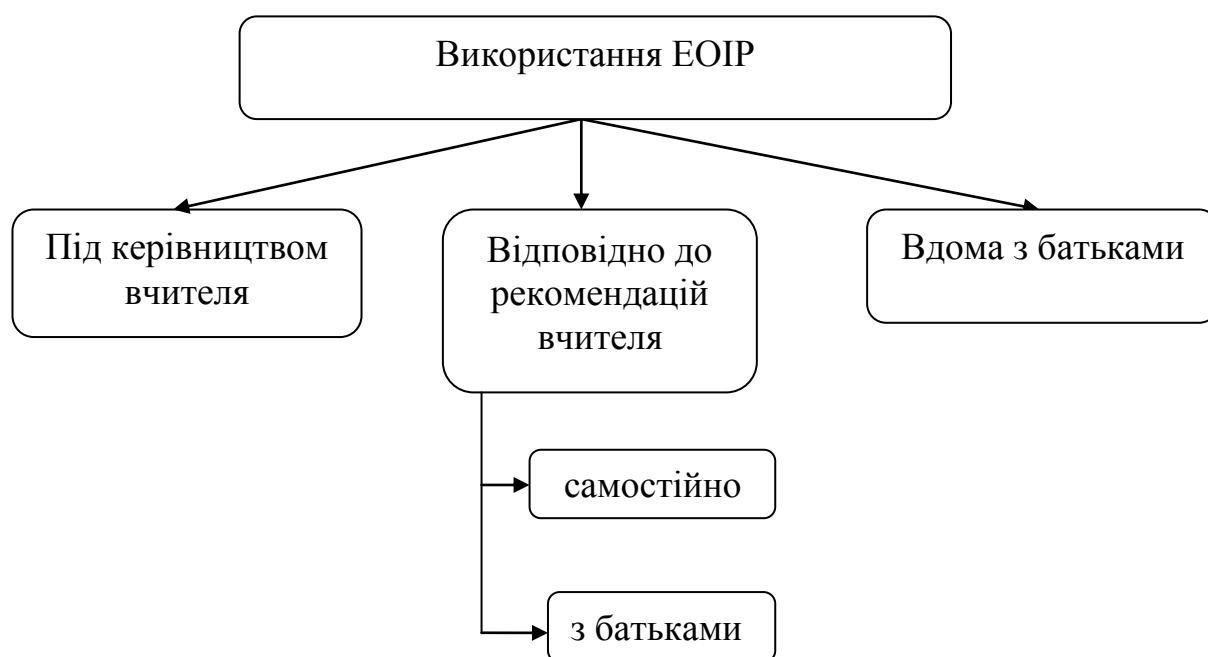 Використання ЕОІР
Під керівництвом
вчителя
Відповідно до
рекомендацій
вчителя
Вдома з батьками
самостійно
з батьками